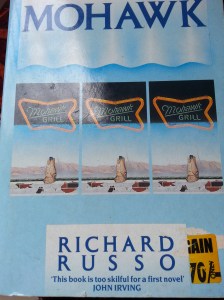 MOHAWK
Mohawk
GRILL
Mohawk
GRILL
Mohawk
GRILL
RICHARD
RUSSO
'This book is too skilful for a first novel'
JOHN IRVING